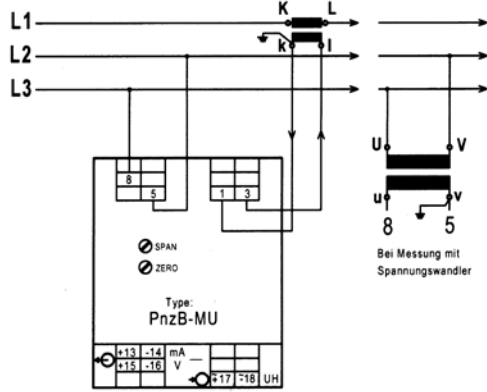 K L
L1
L2
k l
L3
8
5 1 3
U V
u v
8 5
SPAN
ZERO
Bei Messung mit
Spannungswandler
Type:
PnzB-MU
+13 -14 mA
+15 -16 V
+17 -18 UH